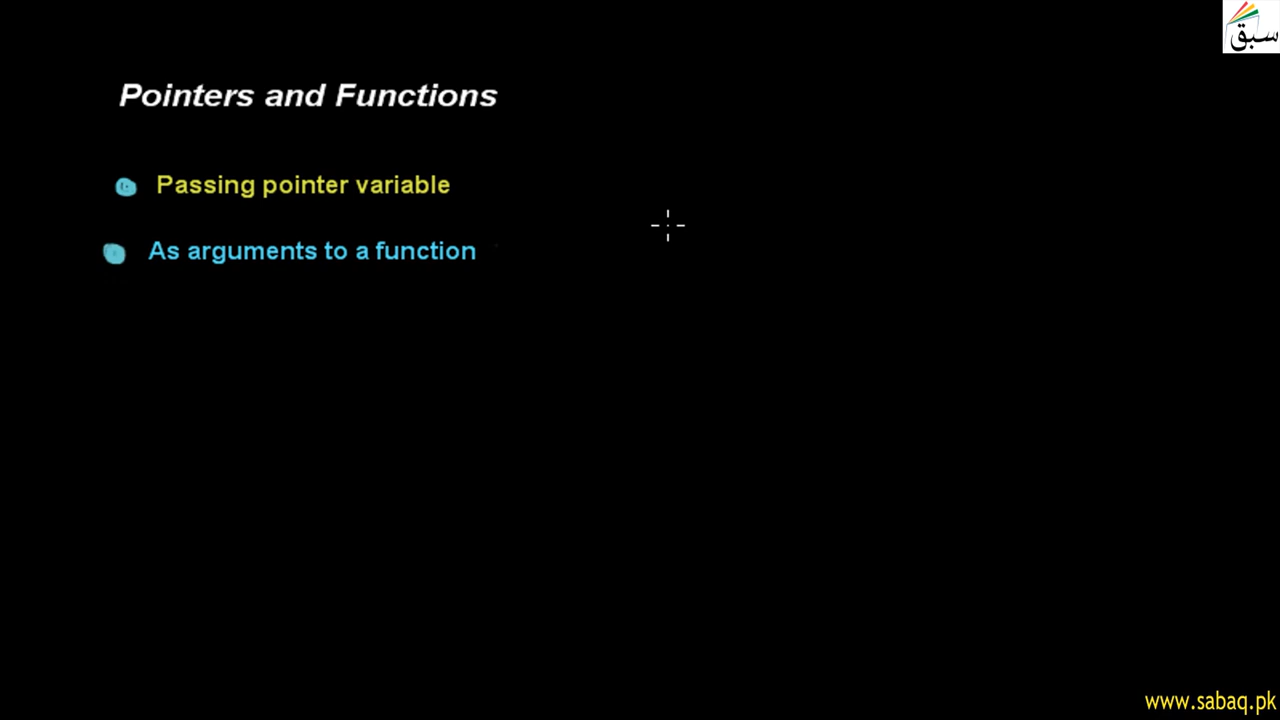 سبق
Pointers and Functions
Passing pointer variable
As arguments to a function
www.sabaq.pk